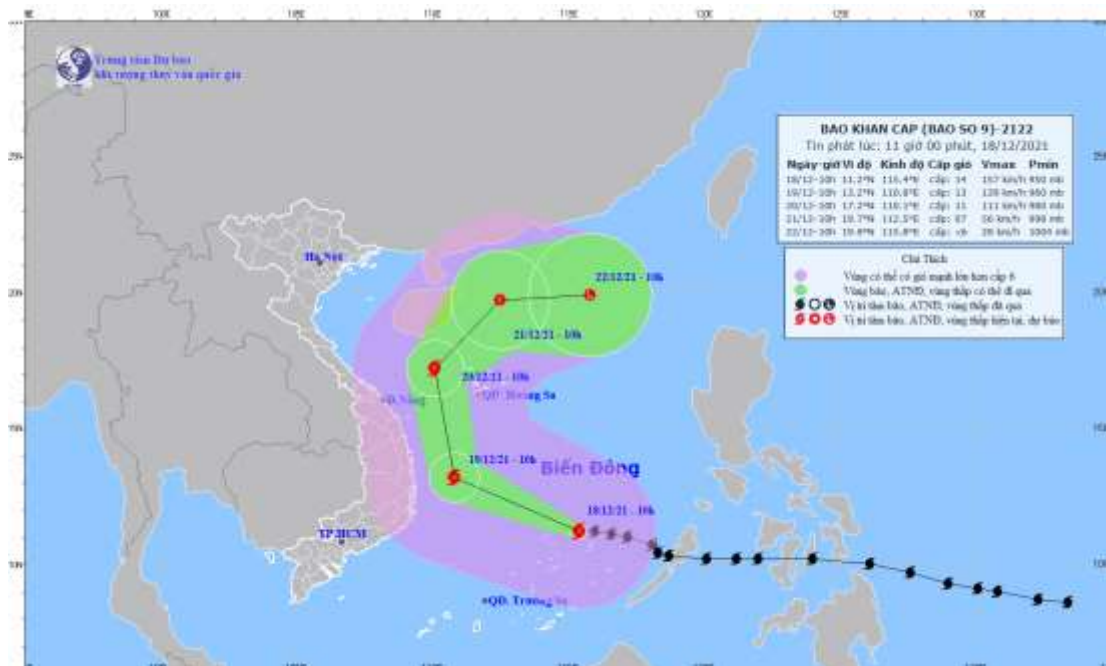 Trung tâm Dự báo
khí tượng thủy văn quốc gia
BAO KHAN CAP (BAO SO 9)-2122
Tin phát lúc: 11 giờ 00 phút, 18/12/2021
Ngày-giờ Vĩ độ Kinh độ Cấp gió Vmax Pmin
18/12-10h 11.2°N 115.4°E cấp: 14 157 km/h 950 mb
19/12-10h 13.2°N 110.8°E cấp: 13 km/h 960 mb
20/12-10h 17.2°N 110.1°E cấp: 11 111 km/h 980 mb
21/12-10h 19.7°N 112.5°E cấp: 07 56 km/h 998 mb
22/12-10h 19.8°N 115.8°E cấp: <6 28 km/h 1004 mb
Chú Thích
Vùng có thể có gió mạnh lớn hơn cấp 6
Vùng bão, ATNĐ, vùng thấp có thể đi qua
Vị trí tâm bão, ATNĐ, vùng thấp đã qua
Vị trí tâm bão, ATNĐ, vùng thấp hiện tại, dự báo
Hà Nội
22/12/21 - 10h
21/12/21 - 10h
20/12/21 - 10h
+Đ.Nẵng
+QĐ. Hoàng Sa
19/12/21 - 10h
Biển Đông
18/12/21 - 10h
TP.HCM
+QĐ. Trường Sa